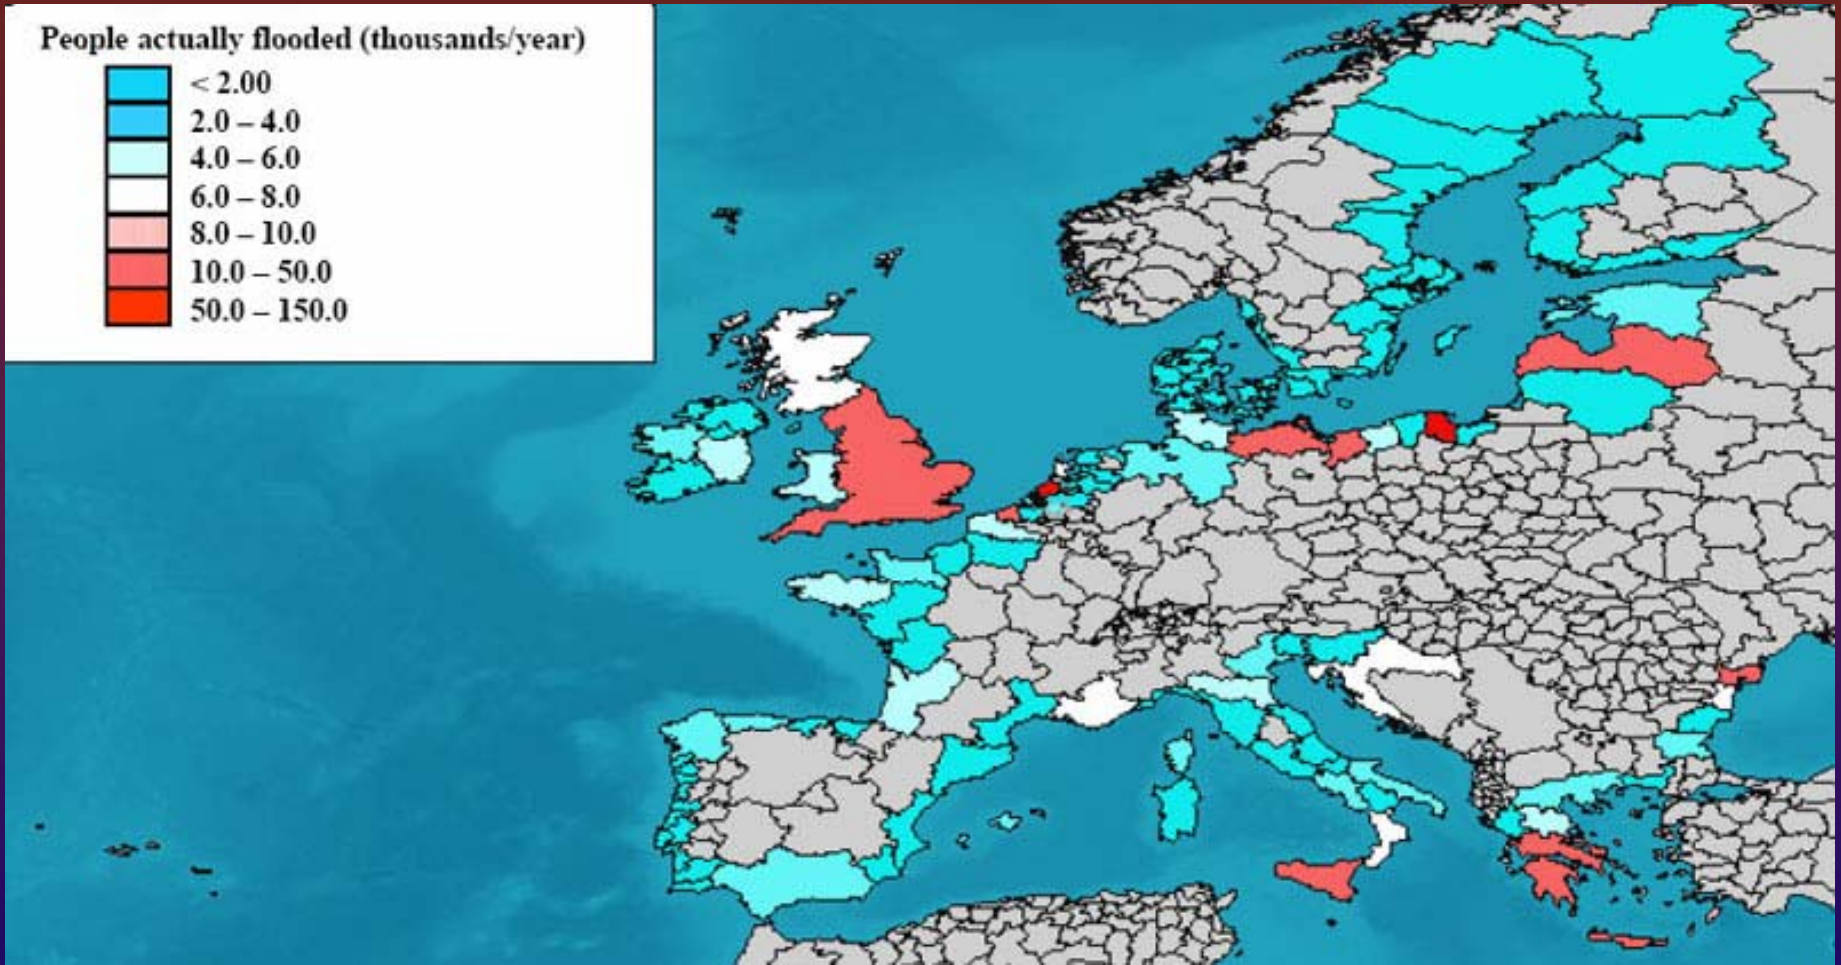 People actually flooded (thousands/year)
< 2.00
2.0 – 4.0
4.0 – 6.0
6.0 – 8.0
8.0 – 10.0
10.0 – 50.0
50.0 – 150.0